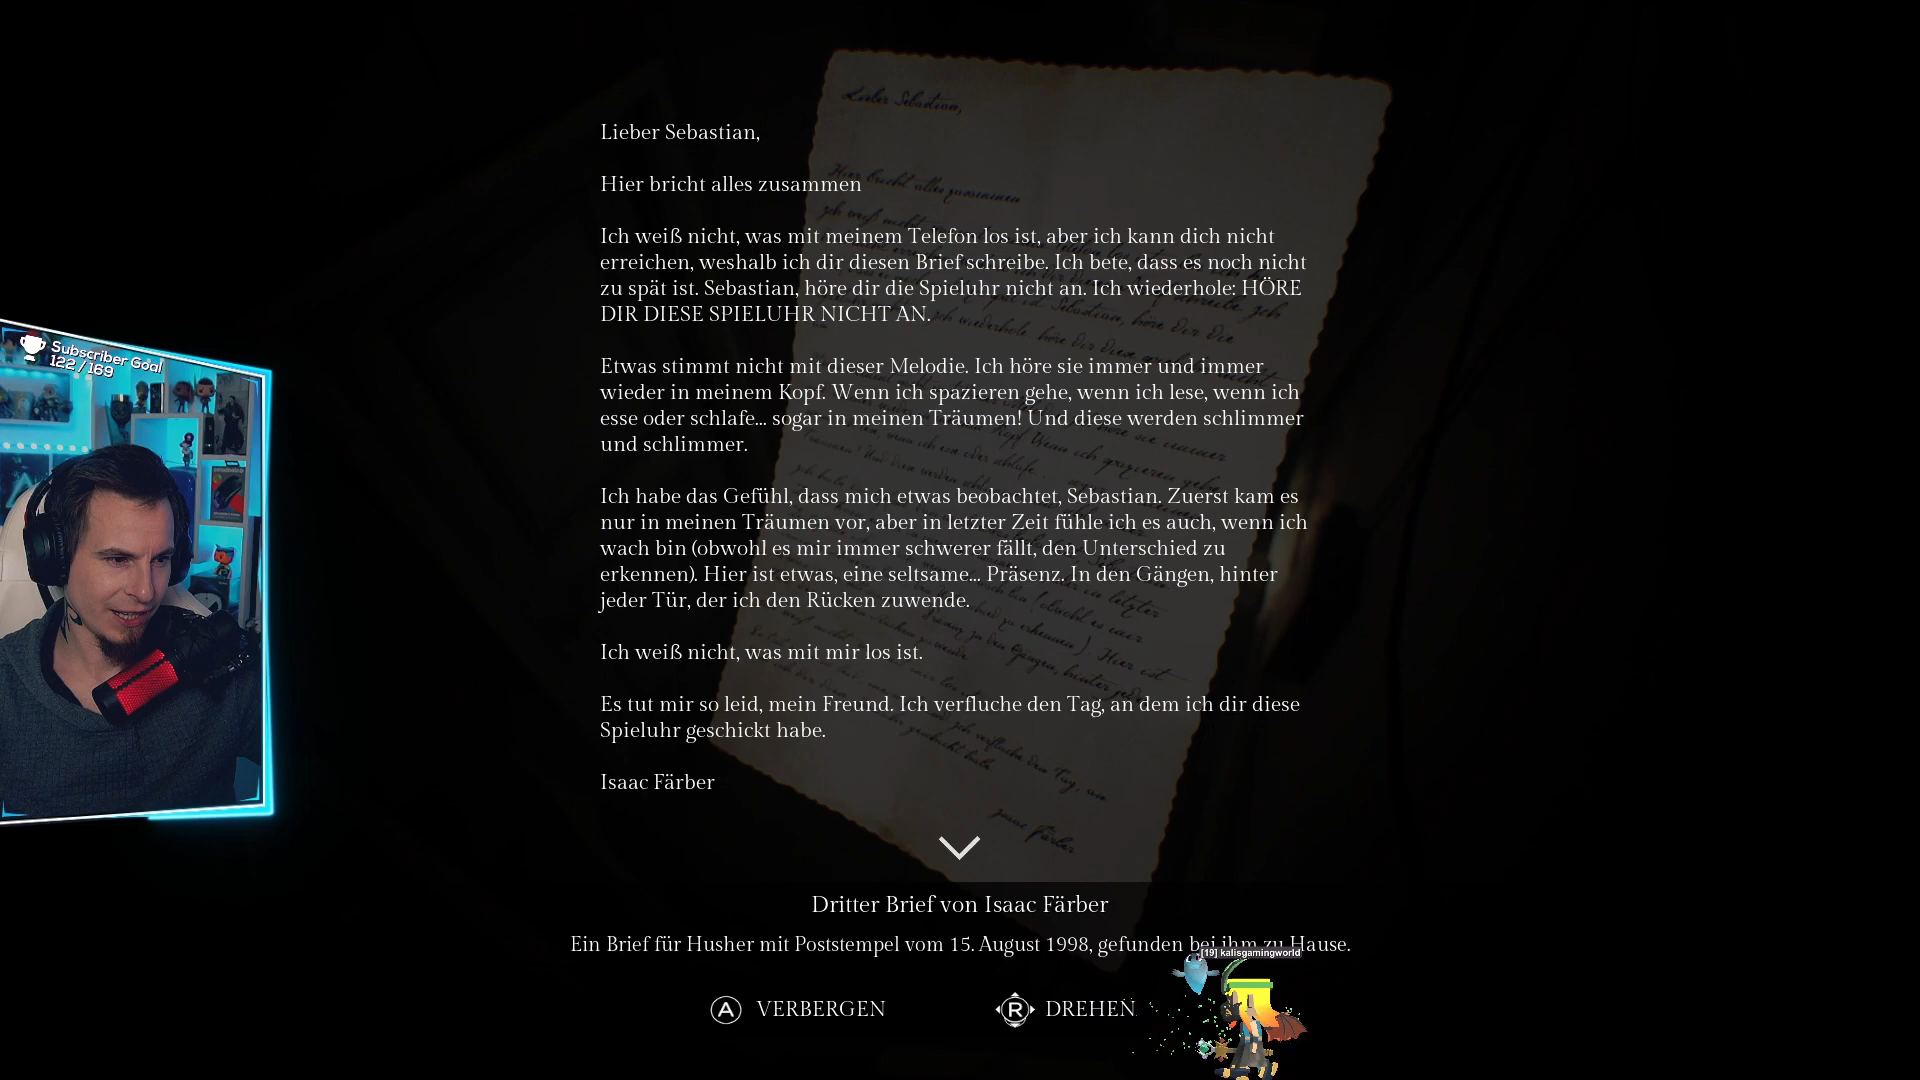 Lieber Sebastian,
Hier bricht alles zusammen
Ich weiß nicht, was mit meinem Telefon los ist, aber ich kann dich nicht
erreichen, weshalb ich dir diesen Brief schreibe. Ich bete, dass es noch nicht
zu spät ist. Sebastian, höre dir die Spieluhr nicht an. Ich wiederhole: HÖRE
DIR DIESE SPIELUHR NICHT AN.
Etwas stimmt nicht mit dieser Melodie. Ich höre sie immer und immer
wieder in meinem Kopf. Wenn ich spazieren gehe, wenn ich lese, wenn ich
esse oder schlafe... sogar in meinen Träumen! Und diese werden schlimmer
und schlimmer.
Ich habe das Gefühl, dass mich etwas beobachtet, Sebastian. Zuerst kam es
nur in meinen Träumen vor, aber in letzter Zeit fühle ich es auch, wenn ich
wach bin (obwohl es mir immer schwerer fällt, den Unterschied zu
erkennen). Hier ist etwas, eine seltsame... Präsenz. In den Gängen, hinter
jeder Tür, der ich den Rücken zuwende.
Ich weiß nicht, was mit mir los ist.
Es tut mir so leid, mein Freund. Ich verfluche den Tag, an dem ich dir diese
Spieluhr geschickt habe.
Isaac Färber
Dritter Brief von Isaac Färber
Ein Brief für Husher mit Poststempel vom 15. August 1998, gefunden bei ihm zu Hause.
A VERBERGEN
R DREHEN
Subscriber Goal
122 / 169
[19] kalisgamingworld
Lieber Sebastian,
Hier bricht alles zusammen
Isaac Färber